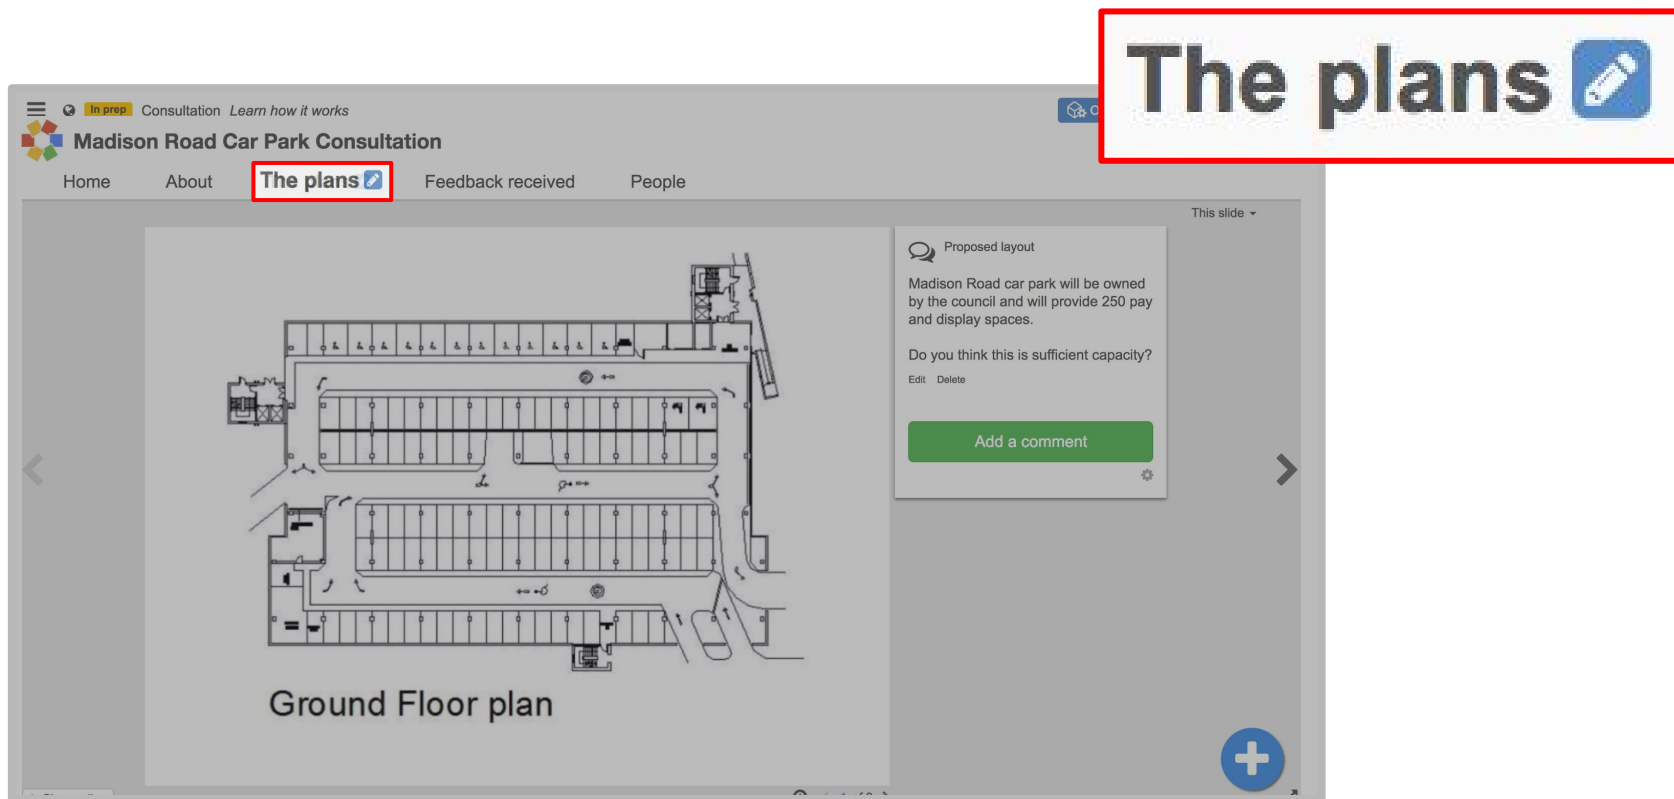 The plans
In prep Consultation Learn how it works
Madison Road Car Park Consultation
Home About The plans Feedback received People
This slide
Proposed layout
Madison Road car park will be owned
by the council and will provide 250 pay
and display spaces.
Do you think this is sufficient capacity?
Edit Delete
Add a comment
Ground Floor plan